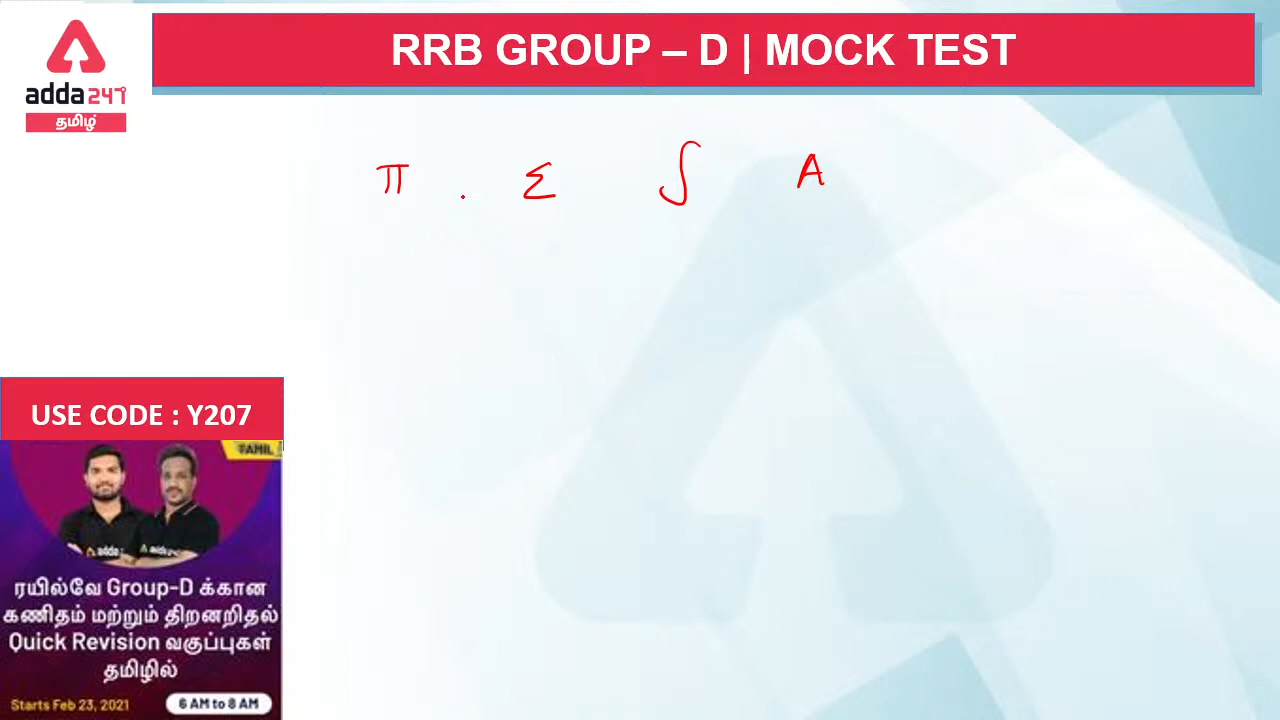 RRB GROUP – D | MOCK TEST
adda247
தமிழ்
π . Σ ∫ A
USE CODE : Y207
TAMIL
adda
ரயில்வே Group-D க்கான
கணிதம் மற்றும் திறனறிதல்
Quick Revision வகுப்புகள்
தமிழில்
Starts Feb 23, 2021
6 AM to 8 AM